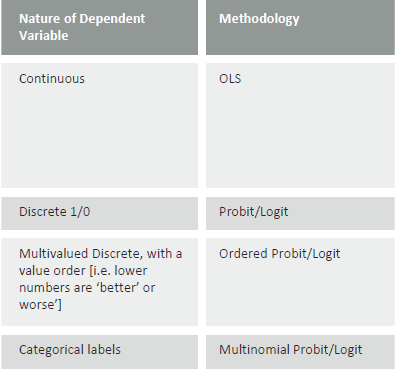 Nature of Dependent
Variable
Methodology
Continuous
OLS
Discrete 1/0
Probit/Logit
Multivalued Discrete, with a
value order [i.e. lower
numbers are ‘better’ or
worse’]
Ordered Probit/Logit
Categorical labels
Multinomial Probit/Logit